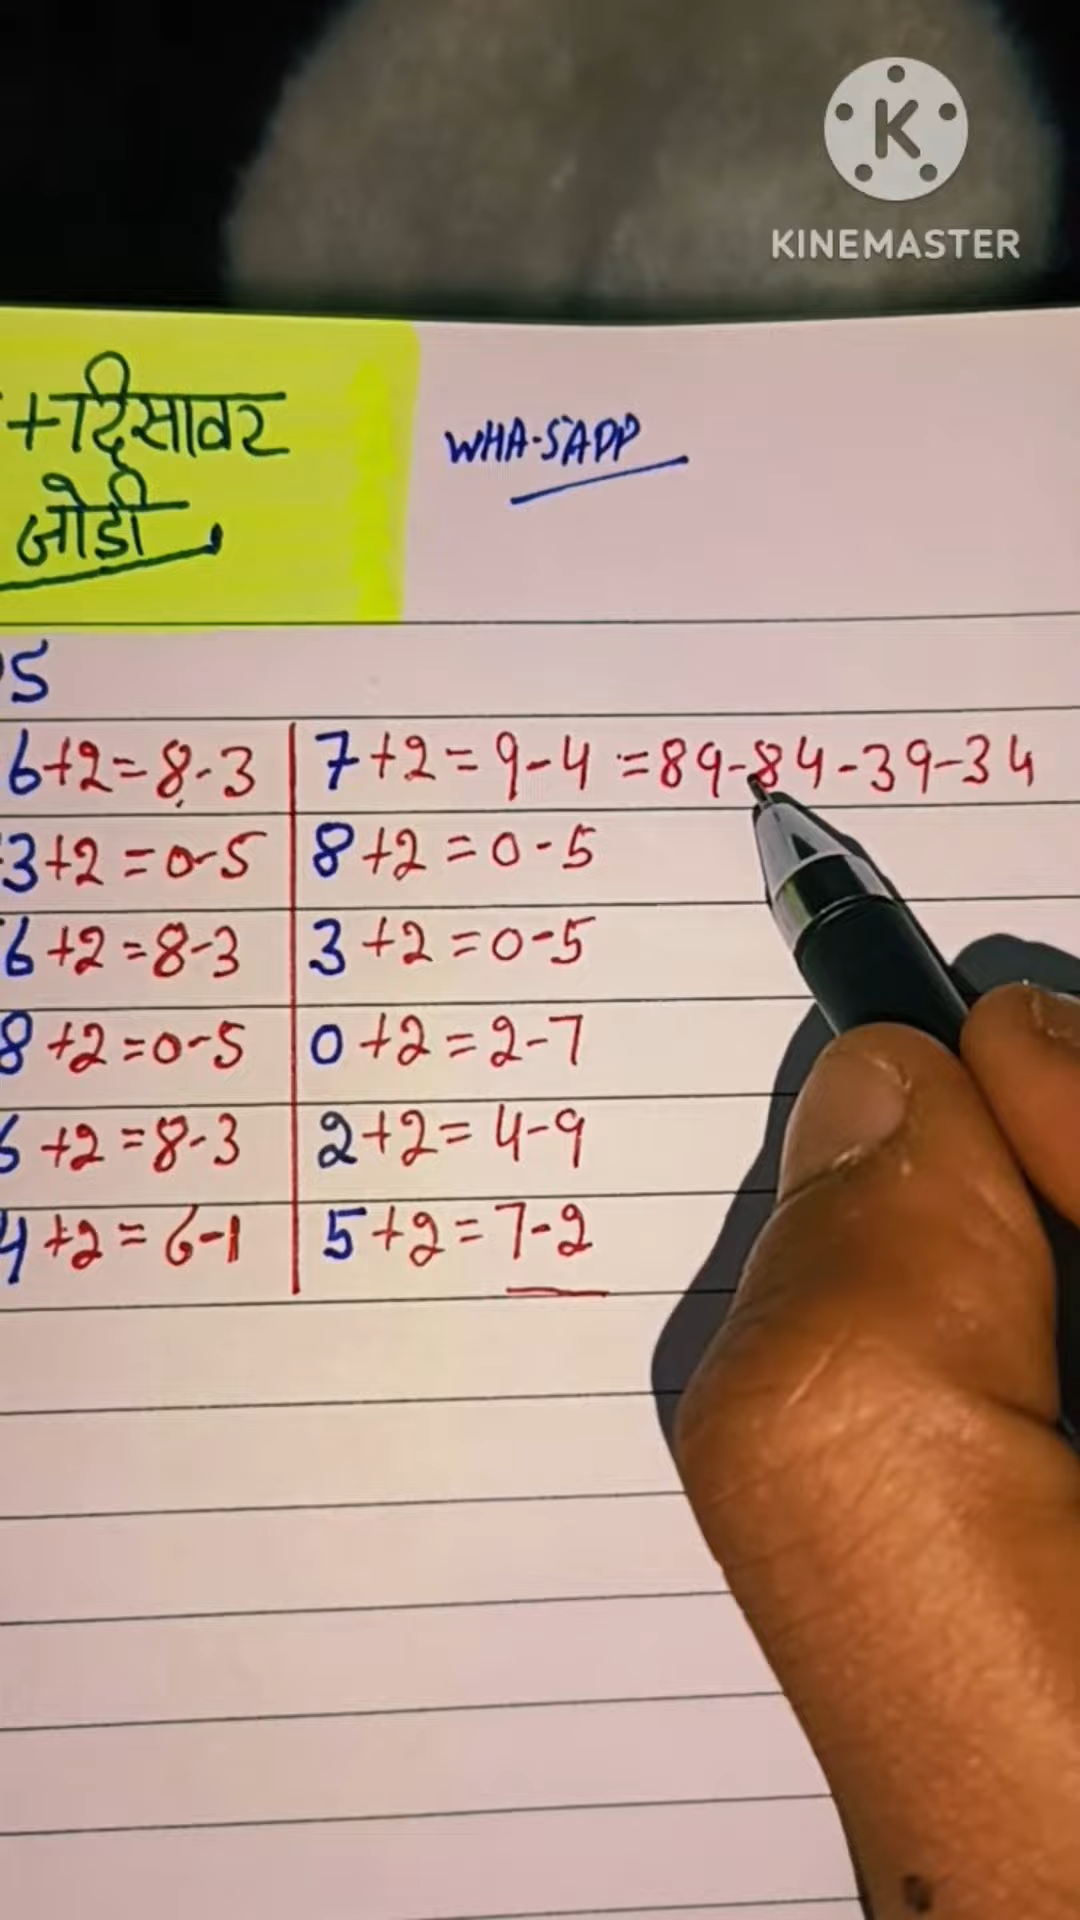 KINEMASTER
+दिसावर
जोडी
WHA-SAPP
5
6+2=8-3 7+2=9-4 =89-84-39-34
3+2=0-5 8+2=0-5
6+2=8-3 3+2=0-5
8+2=0-5 0+2=2-7
6+2=8-3 2+2=4-9
4+2=6-1 5+2=7-2